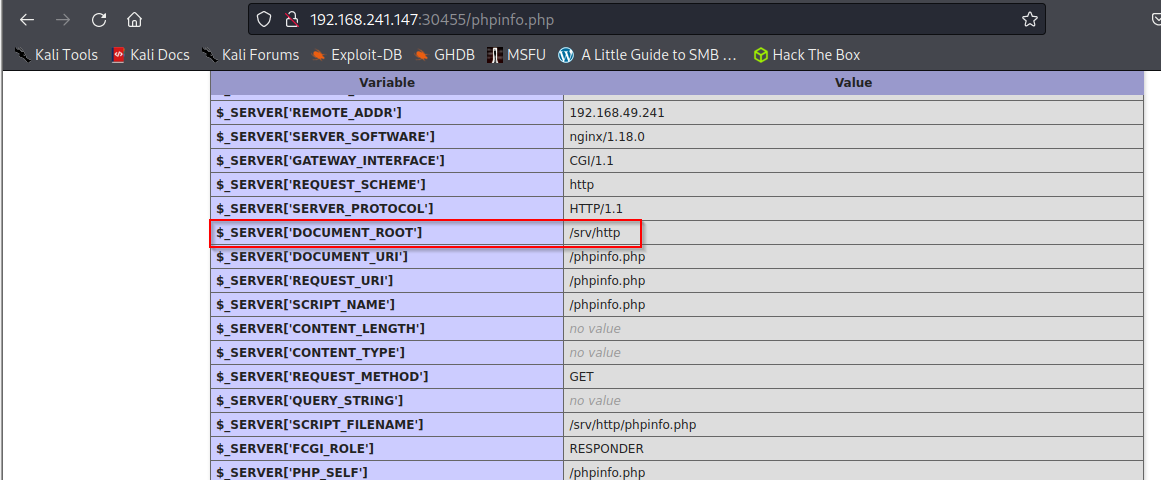 192.168.241.147:30455/phpinfo.php
Kali Tools Kali Docs Kali Forums Exploit-DB GHDB MSFU A Little Guide to SMB ... Hack The Box
Variable Value
$_SERVER['REMOTE_ADDR'] 192.168.49.241
$_SERVER['SERVER_SOFTWARE'] nginx/1.18.0
$_SERVER['GATEWAY_INTERFACE'] CGI/1.1
$_SERVER['REQUEST_SCHEME'] http
$_SERVER['SERVER_PROTOCOL'] HTTP/1.1
$_SERVER['DOCUMENT_ROOT'] /srv/http
$_SERVER['DOCUMENT_URI'] /phpinfo.php
$_SERVER['REQUEST_URI'] /phpinfo.php
$_SERVER['SCRIPT_NAME'] /phpinfo.php
$_SERVER['CONTENT_LENGTH'] no value
$_SERVER['CONTENT_TYPE'] no value
$_SERVER['REQUEST_METHOD'] GET
$_SERVER['QUERY_STRING'] no value
$_SERVER['SCRIPT_FILENAME'] /srv/http/phpinfo.php
$_SERVER['FCGI_ROLE'] RESPONDER
$_SERVER['PHP_SELF'] /phpinfo.php